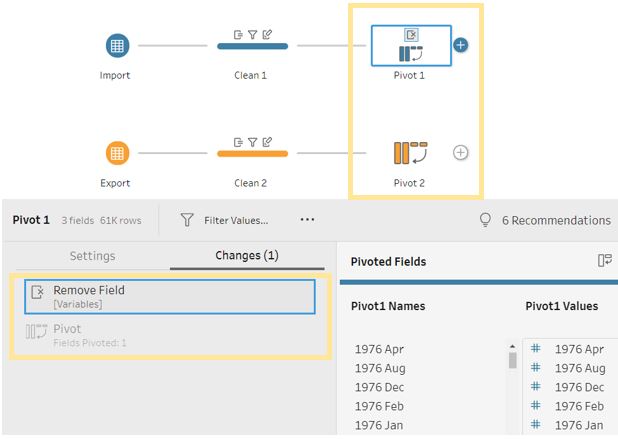 Import
Clean 1
Pivot 1
Export
Clean 2
Pivot 2
Pivot 1 3 fields 61K rows Filter Values... ··· 6 Recommendations
Settings Changes (1)
Remove Field
[Variables]
Pivot
Fields Pivoted: 1
Pivoted Fields
Pivot1 Names Pivot1 Values
1976 Apr # 1976 Apr
1976 Aug # 1976 Aug
1976 Dec # 1976 Dec
1976 Feb # 1976 Feb
1976 Jan # 1976 Jan